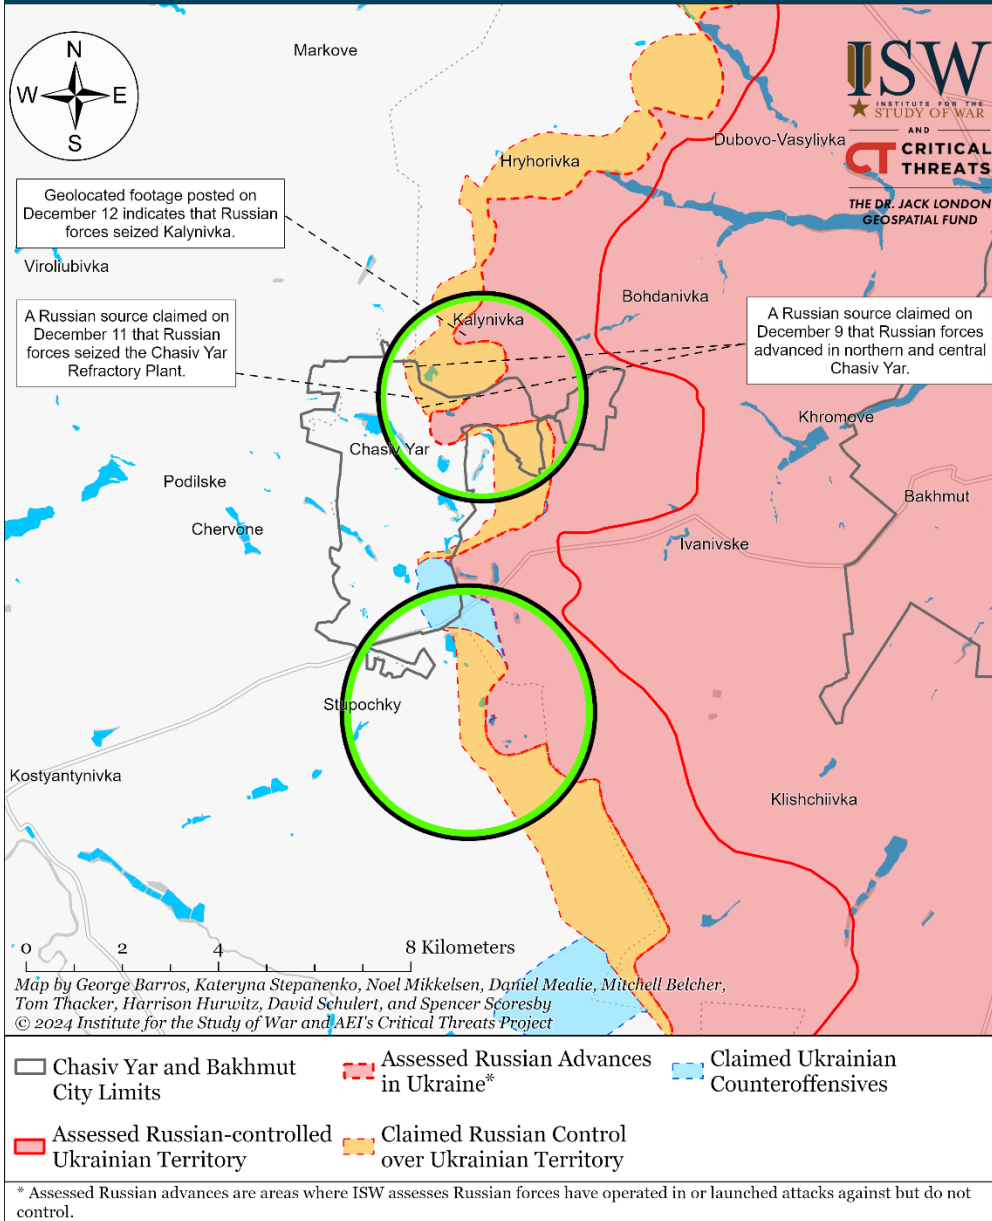 Markove
N
W E
S
ISW
INSTITUTE FOR THE
STUDY OF WAR
AND
CT CRITICAL
THREATS
THE DR. JACK LONDON
GEOSPATIAL FUND
Dubovo-Vasylivka
Hryhorivka
Geolocated footage posted on
December 12 indicates that Russian
forces seized Kalynivka.
Viroliubivka
Bohdanivka
A Russian source claimed on
December 11 that Russian
forces seized the Chasiv Yar
Refractory Plant.
Kalynivka
A Russian source claimed on
December 9 that Russian forces
advanced in northern and central
Chasiv Yar.
Khromove
Chasiv Yar
Podilske
Bakhmut
Chervone
Ivanivske
Stupochky
Kostyantynivka
Klishchiivka
0 2 4 8 Kilometers
Map by George Barros, Kateryna Stepanenko, Noel Mikkelsen, Daniel Mealie, Mitchell Belcher,
Tom Thacker, Harrison Hurwitz, David Schulert, and Spencer Scoresby
© 2024 Institute for the Study of War and AEI's Critical Threats Project
Chasiv Yar and Bakhmut
City Limits
Assessed Russian Advances
in Ukraine*
Claimed Ukrainian
Counteroffensives
Assessed Russian-controlled
Ukrainian Territory
Claimed Russian Control
over Ukrainian Territory
* Assessed Russian advances are areas where ISW assesses Russian forces have operated in or launched attacks against but do not
control.